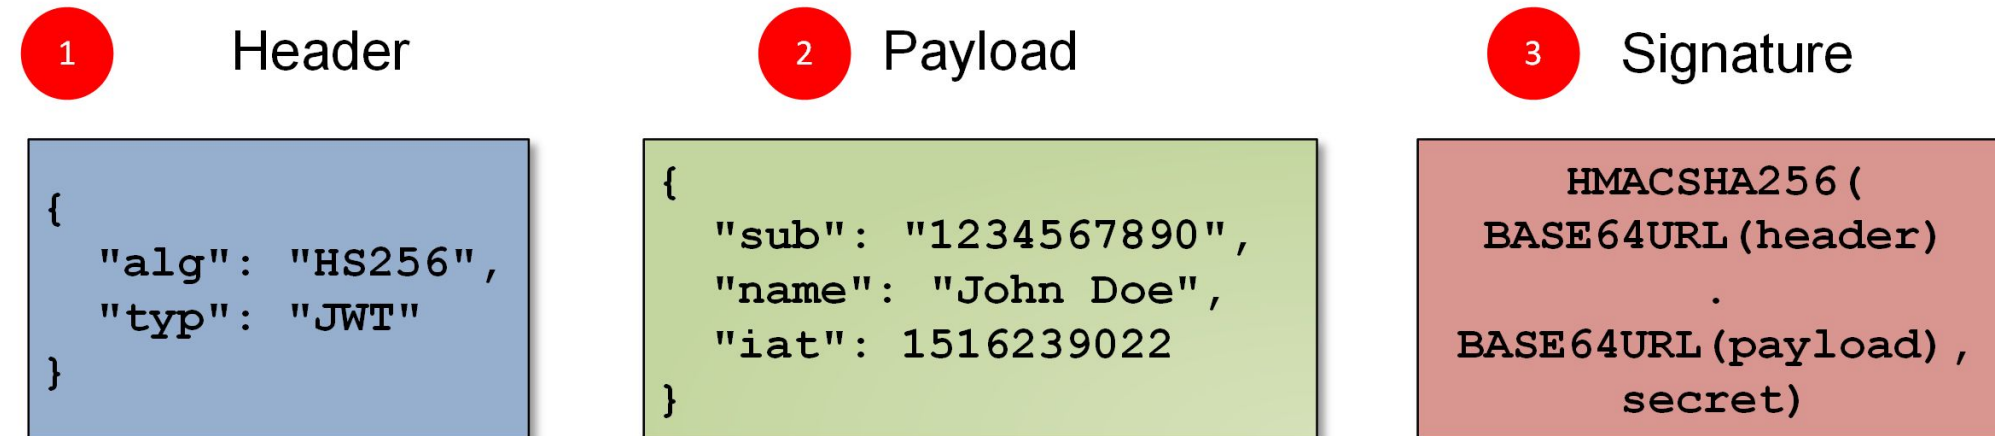 1 Header
{
"alg": "HS256",
"typ": "JWT"
}
2 Payload
{
"sub": "1234567890",
"name": "John Doe",
"iat": 1516239022
}
3 Signature
HMACSHA256(
BASE64URL(header)
.
BASE64URL(payload),
secret)